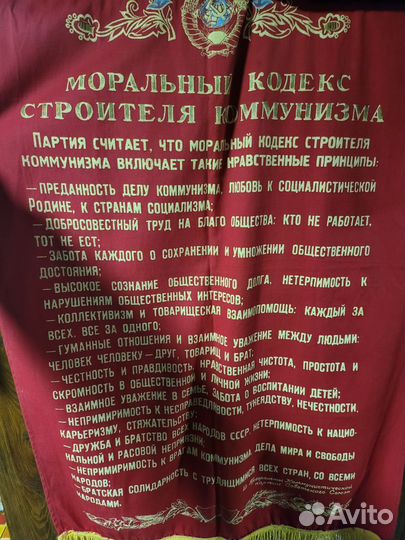 МОРАЛЬНЫЙ КОДЕКС
СТРОИТЕЛЯ КОММУНИЗМА
ПАРТИЯ СЧИТАЕТ, ЧТО МОРАЛЬНЫЙ КОДЕКС СТРОИТЕЛЯ
КОММУНИЗМА ВКЛЮЧАЕТ ТАКИЕ НРАВСТВЕННЫЕ ПРИНЦИПЫ:
— ПРЕДАННОСТЬ ДЕЛУ КОММУНИЗМА, ЛЮБОВЬ К СОЦИАЛИСТИЧЕСКОЙ
РОДИНЕ, К СТРАНАМ СОЦИАЛИЗМА;
— ДОБРОСОВЕСТНЫЙ ТРУД НА БЛАГО ОБЩЕСТВА: КТО НЕ РАБОТАЕТ,
ТОТ НЕ ЕСТ;
— ЗАБОТА КАЖДОГО О СОХРАНЕНИИ И УМНОЖЕНИИ ОБЩЕСТВЕННОГО
ДОСТОЯНИЯ;
— ВЫСОКОЕ СОЗНАНИЕ ОБЩЕСТВЕННОГО ДОЛГА, НЕТЕРПИМОСТЬ К
НАРУШЕНИЯМ ОБЩЕСТВЕННЫХ ИНТЕРЕСОВ;
— КОЛЛЕКТИВИЗМ И ТОВАРИЩЕСКАЯ ВЗАИМОПОМОЩЬ: КАЖДЫЙ ЗА
ВСЕХ, ВСЕ ЗА ОДНОГО;
— ГУМАННЫЕ ОТНОШЕНИЯ И ВЗАИМНОЕ УВАЖЕНИЕ МЕЖДУ ЛЮДЬМИ:
ЧЕЛОВЕК ЧЕЛОВЕКУ — ДРУГ, ТОВАРИЩ И БРАТ;
— ЧЕСТНОСТЬ И ПРАВДИВОСТЬ, НРАВСТВЕННАЯ ЧИСТОТА, ПРОСТОТА И
СКРОМНОСТЬ В ОБЩЕСТВЕННОЙ И ЛИЧНОЙ ЖИЗНИ;
— ВЗАИМНОЕ УВАЖЕНИЕ В СЕМЬЕ, ЗАБОТА О ВОСПИТАНИИ ДЕТЕЙ;
— НЕПРИМИРИМОСТЬ К НЕСПРАВЕДЛИВОСТИ, ТУНЕЯДСТВУ, НЕЧЕСТНОСТИ,
КАРЬЕРИЗМУ, СТЯЖАТЕЛЬСТВУ;
— ДРУЖБА И БРАТСТВО ВСЕХ НАРОДОВ СССР, НЕТЕРПИМОСТЬ К НАЦИО-
НАЛЬНОЙ И РАСОВОЙ НЕПРИЯЗНИ;
— НЕПРИМИРИМОСТЬ К ВРАГАМ КОММУНИЗМА, ДЕЛА МИРА И СВОБОДЫ
НАРОДОВ;
— БРАТСКАЯ СОЛИДАРНОСТЬ С ТРУДЯЩИМИСЯ ВСЕХ СТРАН, СО ВСЕМИ
НАРОДАМИ.
Коммунистической
Советского Союза
Avito